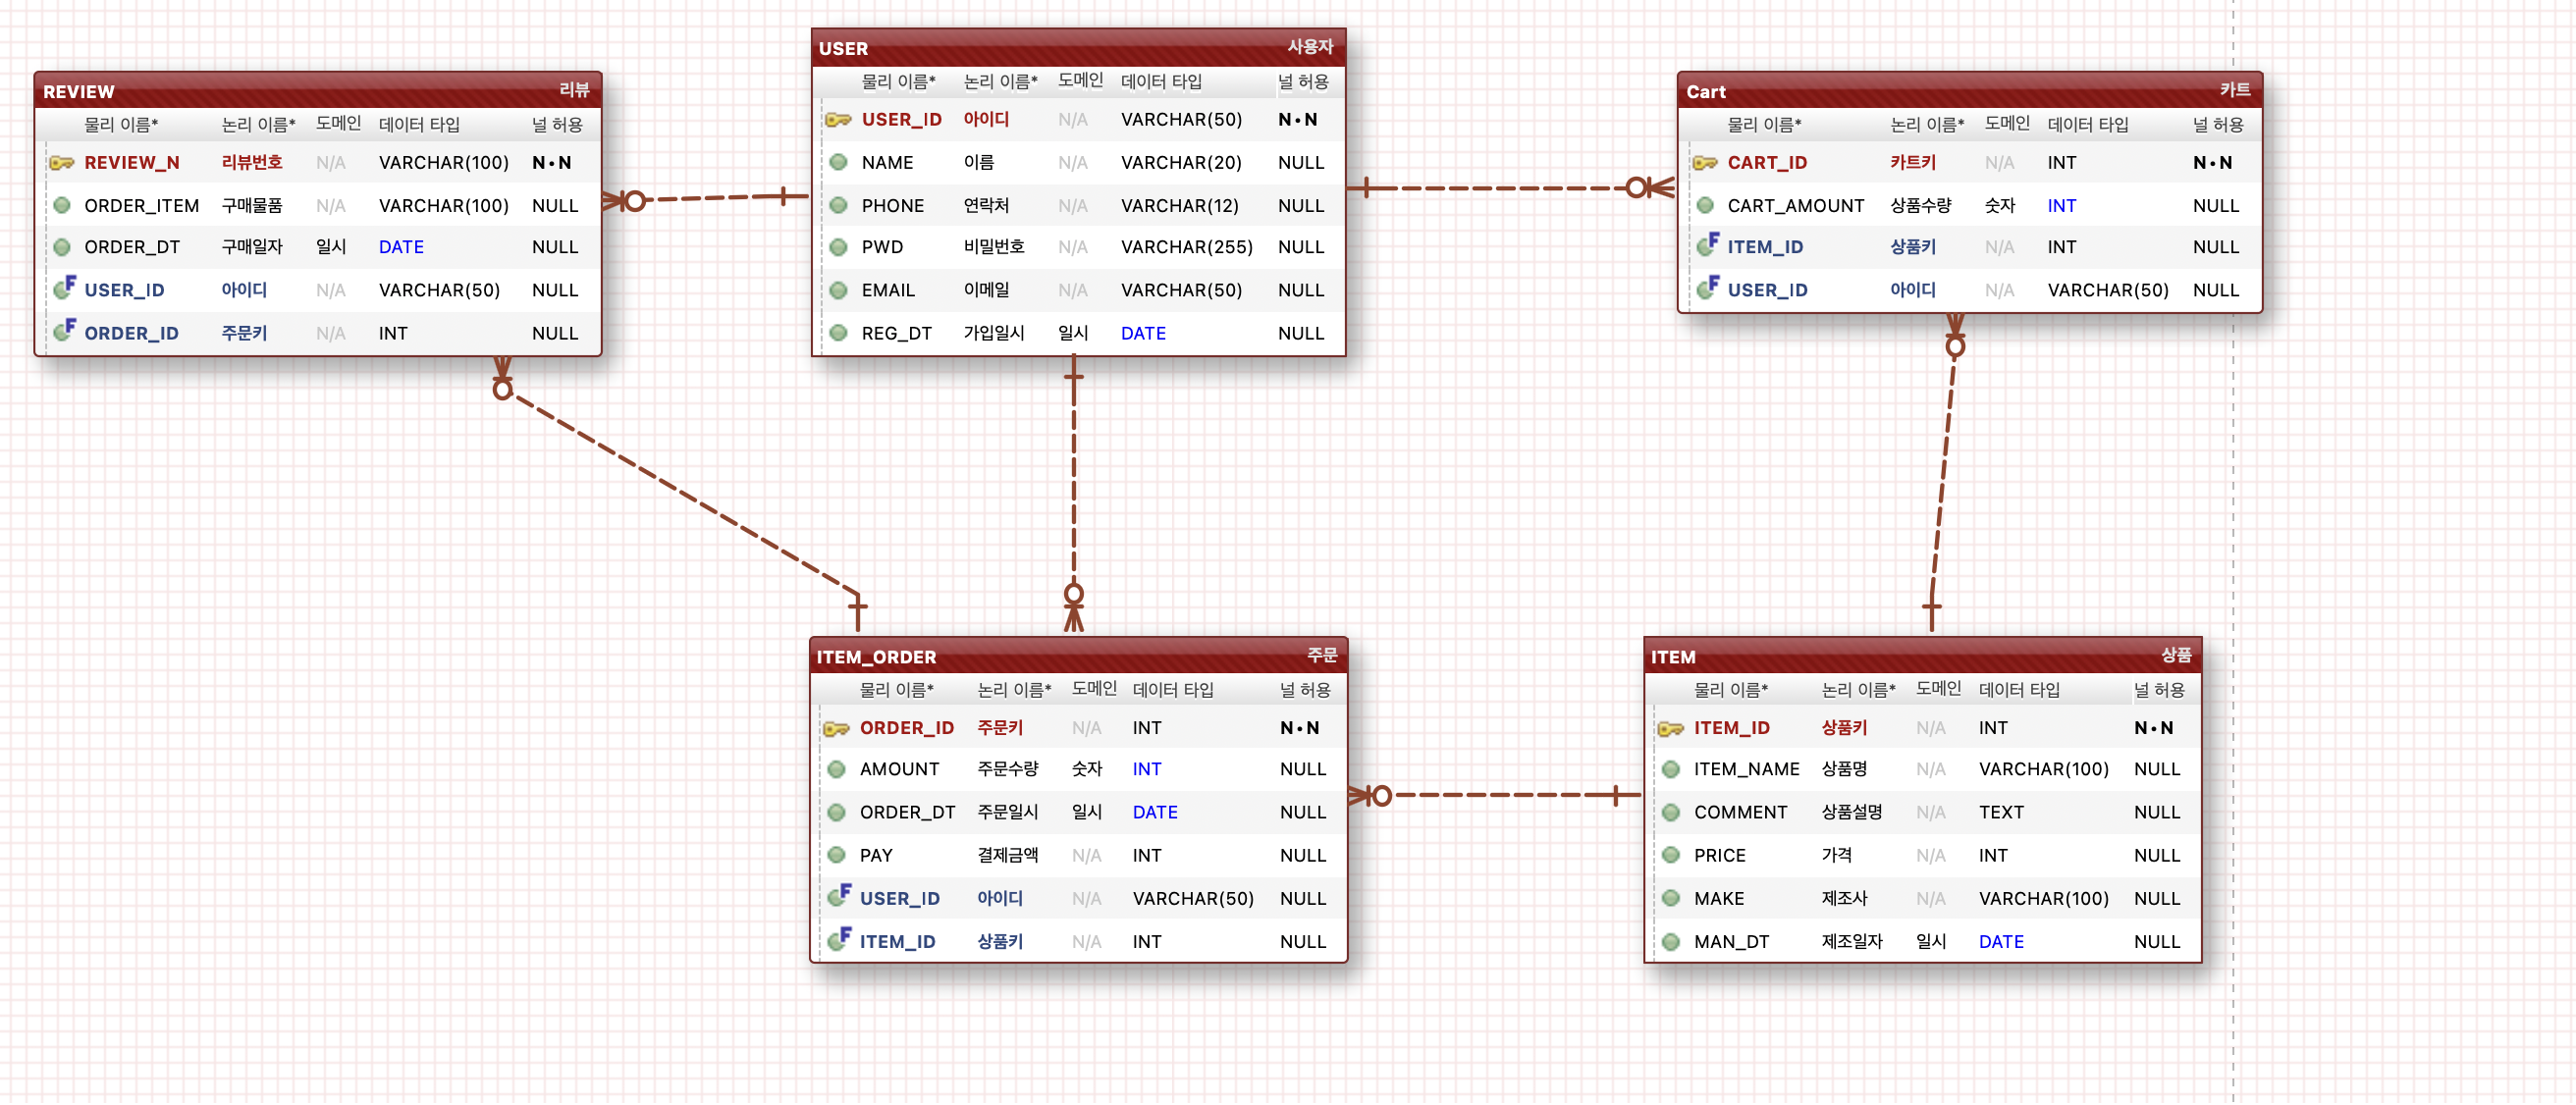 REVIEW 리뷰
물리 이름* 논리 이름* 도메인 데이터 타입 널 허용
REVIEW_N 리뷰번호 N/A VARCHAR(100) N•N
ORDER_ITEM 구매물품 N/A VARCHAR(100) NULL
ORDER_DT 구매일자 일시 DATE NULL
F USER_ID 아이디 N/A VARCHAR(50) NULL
F ORDER_ID 주문키 N/A INT NULL
USER 사용자
물리 이름* 논리 이름* 도메인 데이터 타입 널 허용
USER_ID 아이디 N/A VARCHAR(50) N•N
NAME 이름 N/A VARCHAR(20) NULL
PHONE 연락처 N/A VARCHAR(12) NULL
PWD 비밀번호 N/A VARCHAR(255) NULL
EMAIL 이메일 N/A VARCHAR(50) NULL
REG_DT 가입일시 일시 DATE NULL
Cart 카트
물리 이름* 논리 이름* 도메인 데이터 타입 널 허용
CART_ID 카트키 N/A INT N•N
CART_AMOUNT 상품수량 숫자 INT NULL
F ITEM_ID 상품키 N/A INT NULL
F USER_ID 아이디 N/A VARCHAR(50) NULL
ITEM_ORDER 주문
물리 이름* 논리 이름* 도메인 데이터 타입 널 허용
ORDER_ID 주문키 N/A INT N•N
AMOUNT 주문수량 숫자 INT NULL
ORDER_DT 주문일시 일시 DATE NULL
PAY 결제금액 N/A INT NULL
F USER_ID 아이디 N/A VARCHAR(50) NULL
F ITEM_ID 상품키 N/A INT NULL
ITEM 상품
물리 이름* 논리 이름* 도메인 데이터 타입 널 허용
ITEM_ID 상품키 N/A INT N•N
ITEM_NAME 상품명 N/A VARCHAR(100) NULL
COMMENT 상품설명 N/A TEXT NULL
PRICE 가격 N/A INT NULL
MAKE 제조사 N/A VARCHAR(100) NULL
MAN_DT 제조일자 일시 DATE NULL